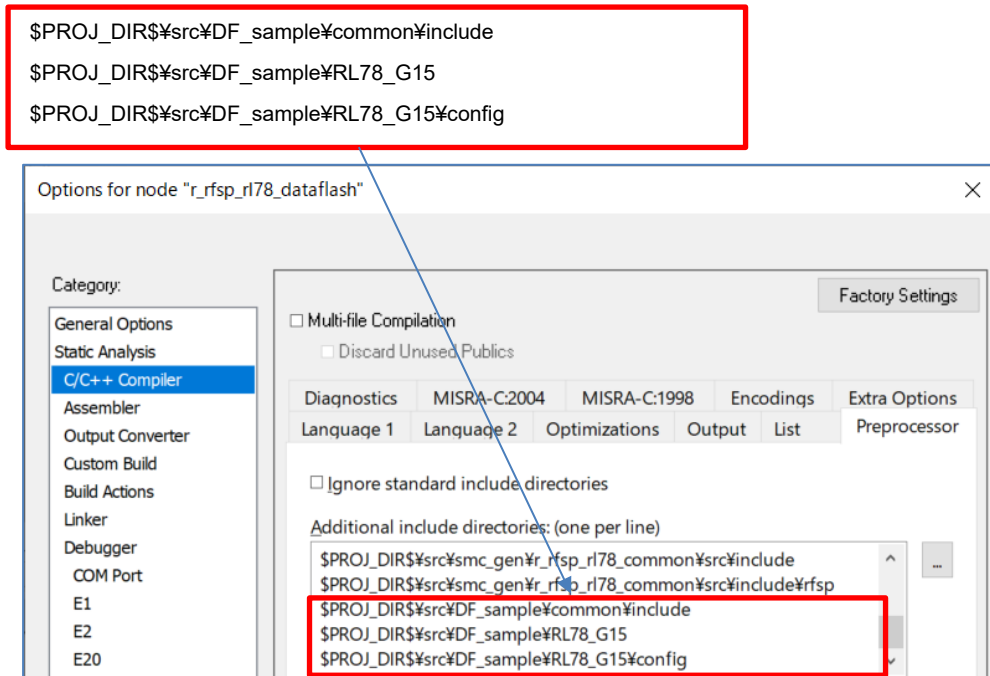 $PROJ_DIR$¥src¥DF_sample¥common¥include
$PROJ_DIR$¥src¥DF_sample¥RL78_G15
$PROJ_DIR$¥src¥DF_sample¥RL78_G15¥config
Options for node "r_rfsp_rl78_dataflash"
Category:
Factory Settings
General Options
Static Analysis
C/C++ Compiler
Assembler
Output Converter
Custom Build
Build Actions
Linker
Debugger
COM Port
E1
E2
E20
Multi-file Compilation
Discard Unused Publics
Diagnostics MISRA-C:2004 MISRA-C:1998 Encodings Extra Options
Language 1 Language 2 Optimizations Output List Preprocessor
Ignore standard include directories
Additional include directories: (one per line)
$PROJ_DIR$¥src¥smc_gen¥r_rfsp_rl78_common¥src¥include
...
$PROJ_DIR$¥src¥smc_gen¥r_rfsp_rl78_common¥src¥include¥rfsp
$PROJ_DIR$¥src¥DF_sample¥common¥include
$PROJ_DIR$¥src¥DF_sample¥RL78_G15
$PROJ_DIR$¥src¥DF_sample¥RL78_G15¥config